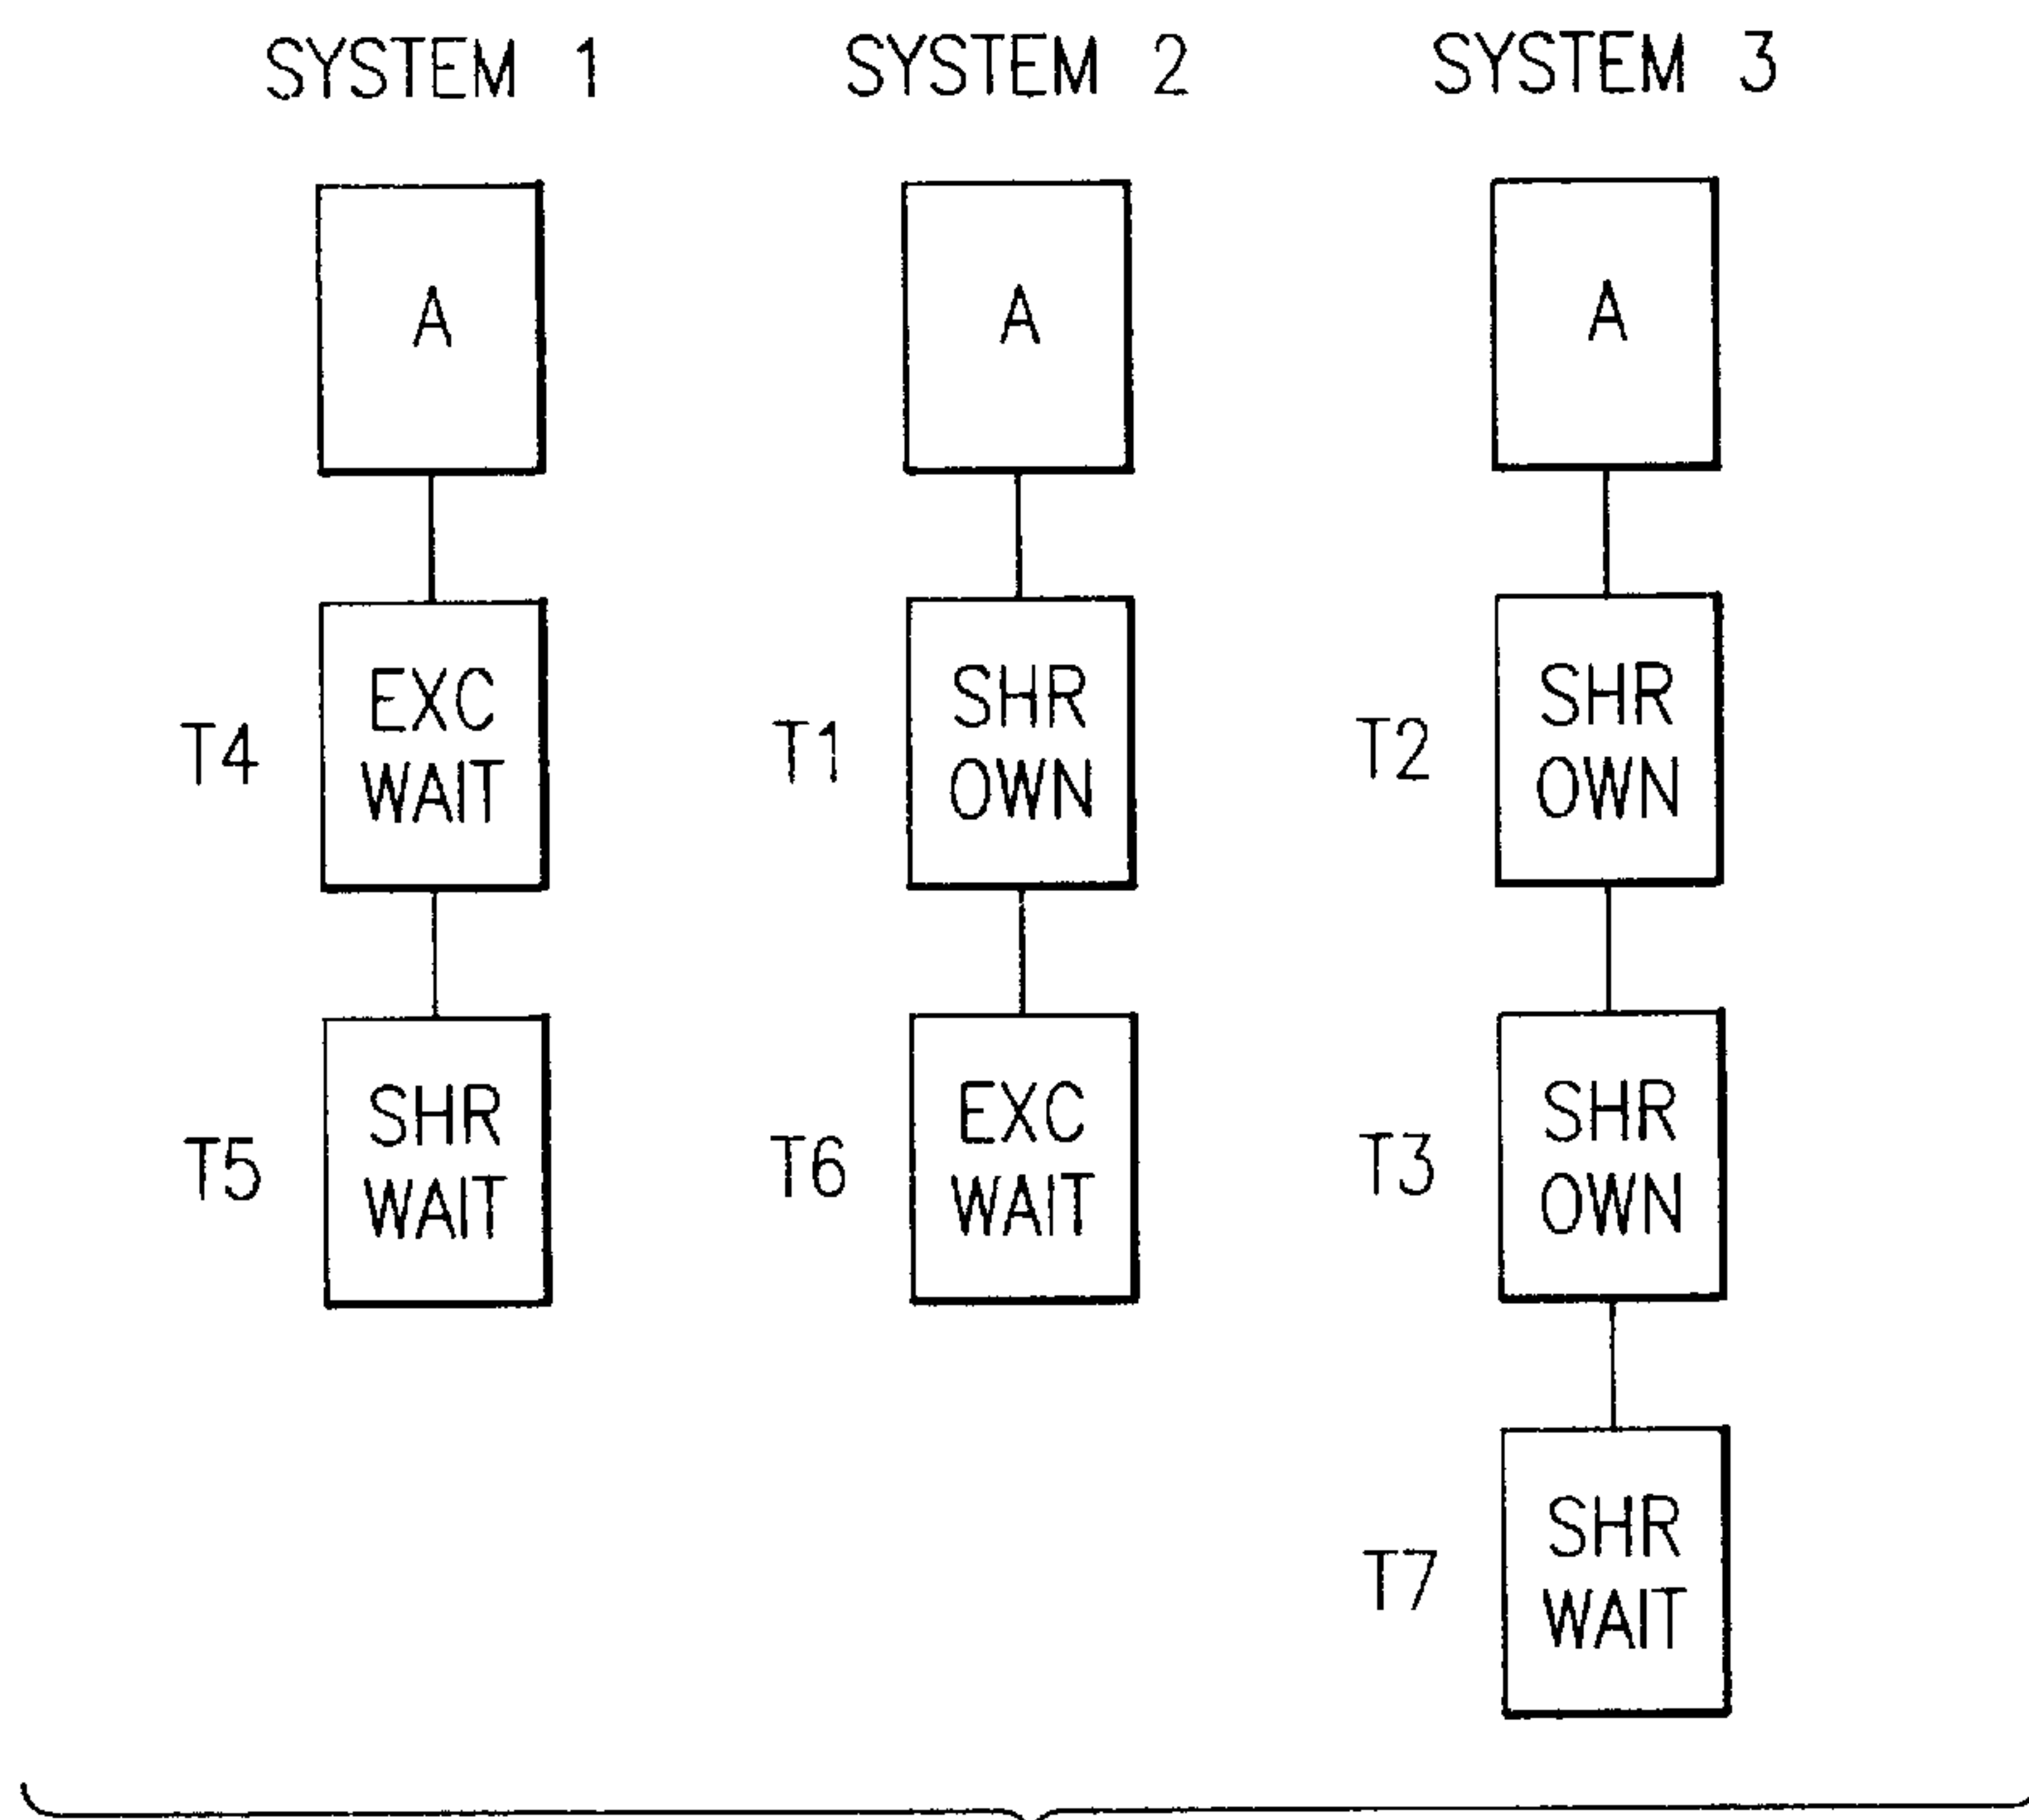 SYSTEM 1 SYSTEM 2 SYSTEM 3
A A A
T4 EXC WAIT
T1 SHR OWN
T2 SHR OWN
T5 SHR WAIT
T6 EXC WAIT
T3 SHR OWN
T7 SHR WAIT